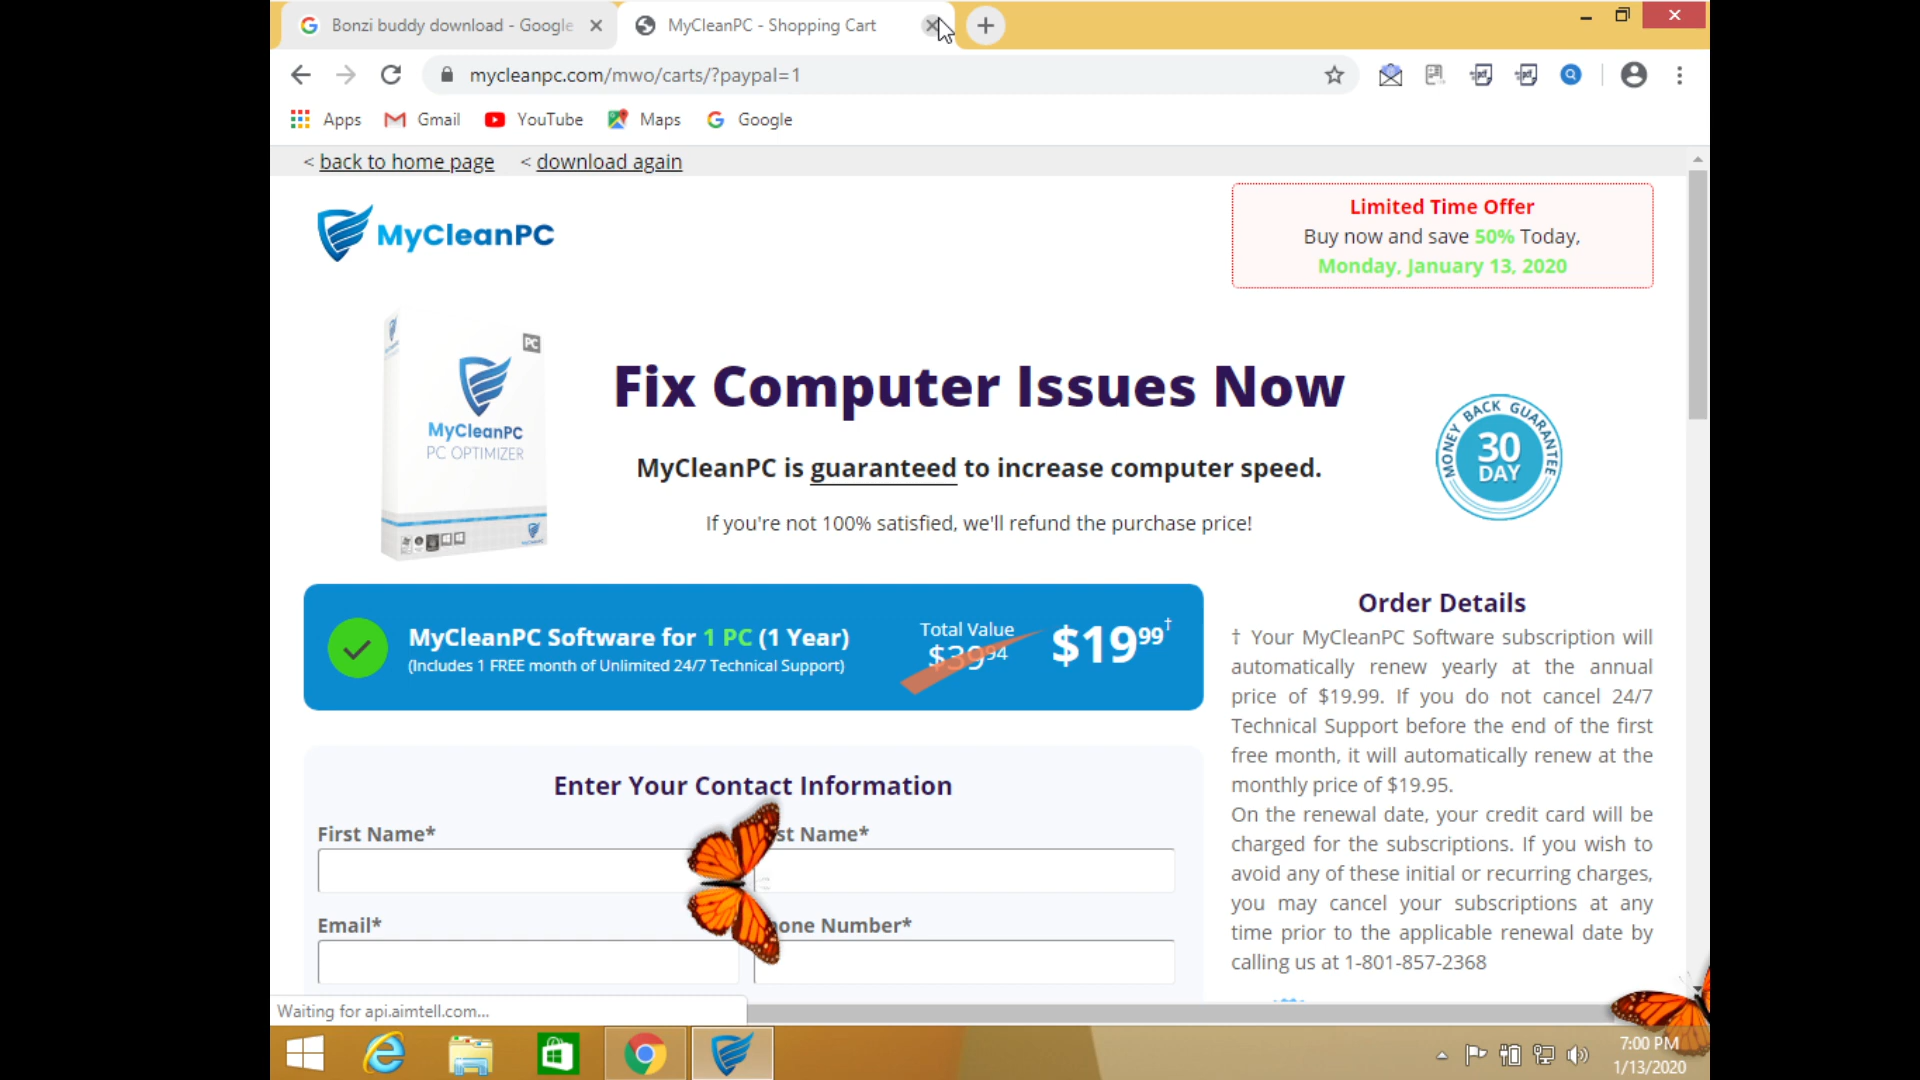 Bonzi buddy download - Google
MyCleanPC - Shopping Cart
mycleanpc.com/mwo/carts/?paypal=1
Apps Gmail YouTube Maps Google
< back to home page < download again
MyCleanPC
Limited Time Offer
Buy now and save 50% Today,
Monday, January 13, 2020
PC
MyCleanPC
PC OPTIMIZER
Fix Computer Issues Now
MyCleanPC is guaranteed to increase computer speed.
If you're not 100% satisfied, we'll refund the purchase price!
MONEY BACK GUARANTEE
30
DAY
MyCleanPC Software for 1 PC (1 Year)
(Includes 1 FREE month of Unlimited 24/7 Technical Support)
Total Value
$39.94
$19.99†
Order Details
† Your MyCleanPC Software subscription will
automatically renew yearly at the annual
price of $19.99. If you do not cancel 24/7
Technical Support before the end of the first
free month, it will automatically renew at the
monthly price of $19.95.
On the renewal date, your credit card will be
charged for the subscriptions. If you wish to
avoid any of these initial or recurring charges,
you may cancel your subscriptions at any
time prior to the applicable renewal date by
calling us at 1-801-857-2368
Enter Your Contact Information
First Name* st Name*
Email* one Number*
Waiting for api.aimtell.com...
7:00 PM
1/13/2020